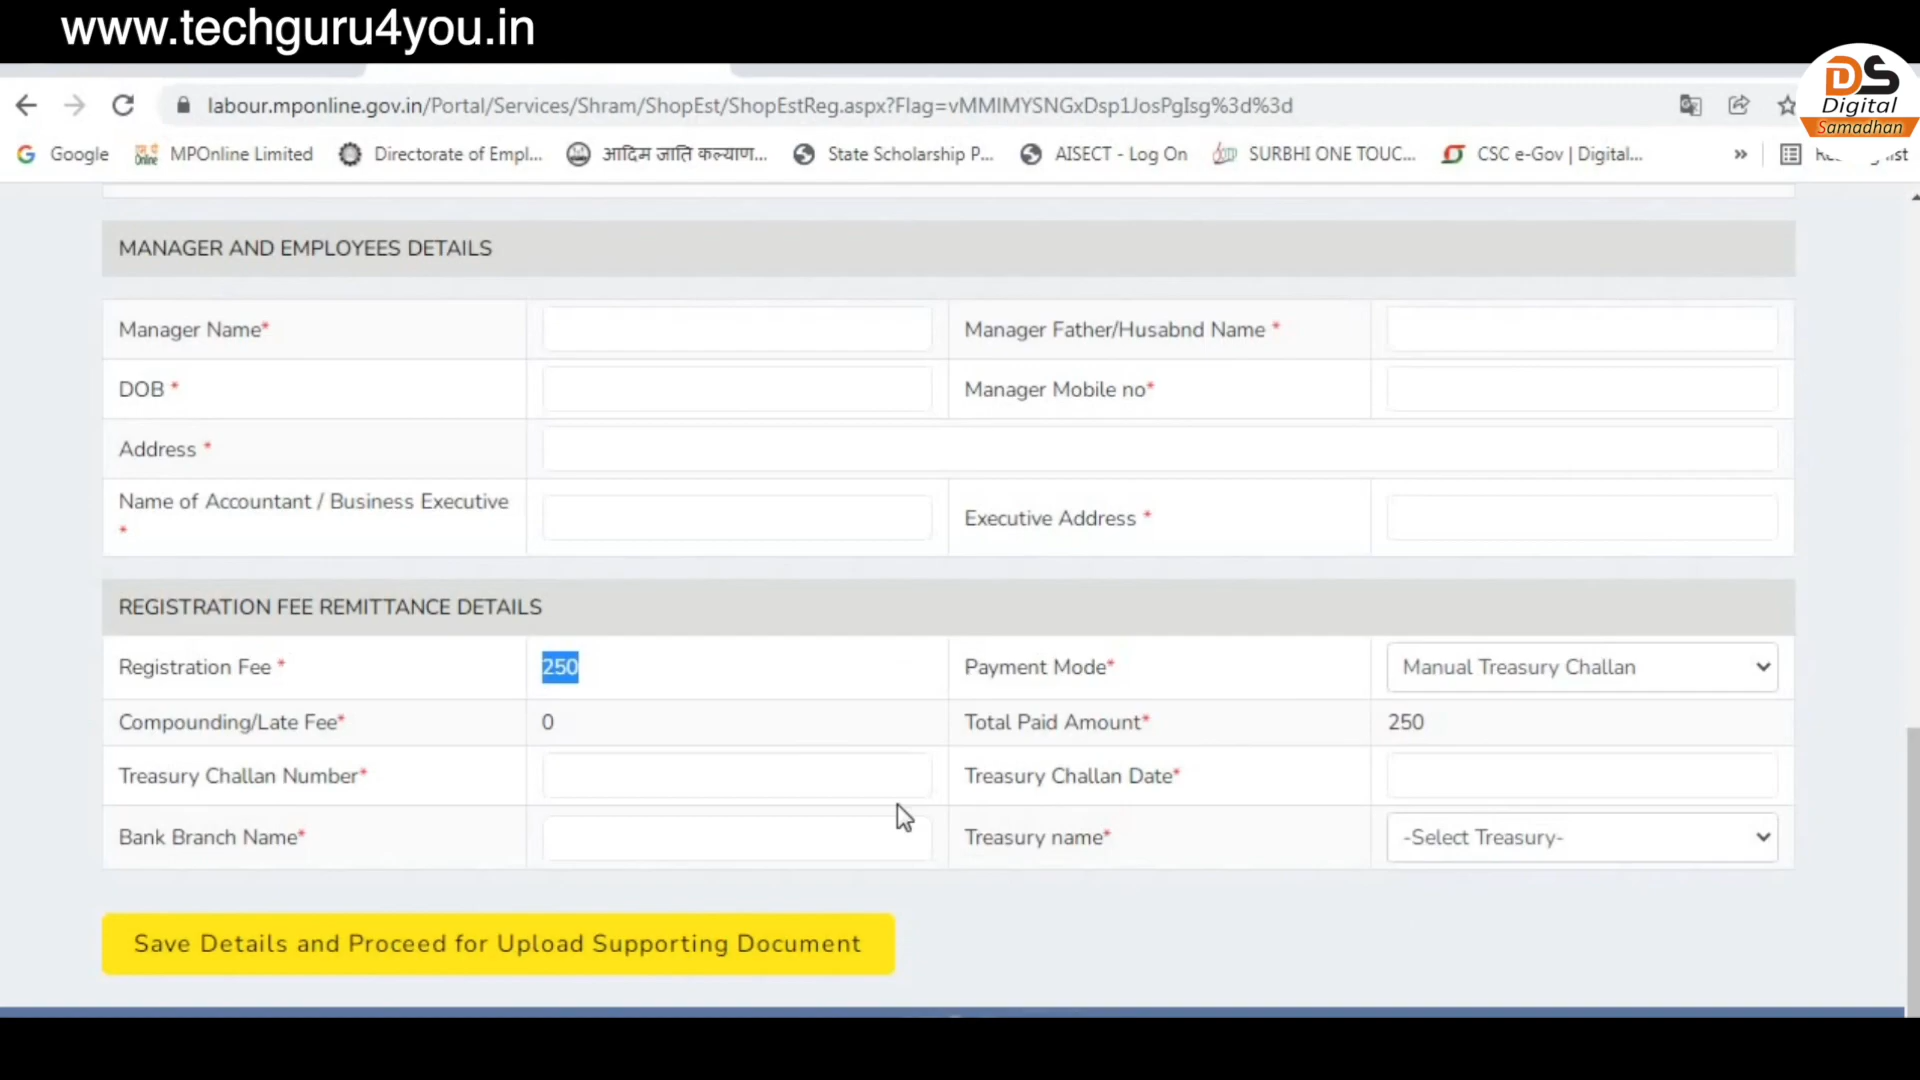 www.techguru4you.in
DS
Digital
Samadhan
labour.mponline.gov.in/Portal/Services/Shram/ShopEst/ShopEstReg.aspx?Flag=vMMIMYSNGxDsp1JosPgIsg%3d%3d
Google MPOnline Limited Directorate of Empl... आदिम जाति कल्याण... State Scholarship P... AISECT - Log On SURBHI ONE TOUC... CSC e-Gov | Digital... »
MANAGER AND EMPLOYEES DETAILS
Manager Name* Manager Father/Husabnd Name *
DOB * Manager Mobile no*
Address *
Name of Accountant / Business Executive
* Executive Address *
REGISTRATION FEE REMITTANCE DETAILS
Registration Fee * 250 Payment Mode* Manual Treasury Challan
Compounding/Late Fee* 0 Total Paid Amount* 250
Treasury Challan Number* Treasury Challan Date*
Bank Branch Name* Treasury name* -Select Treasury-
Save Details and Proceed for Upload Supporting Document